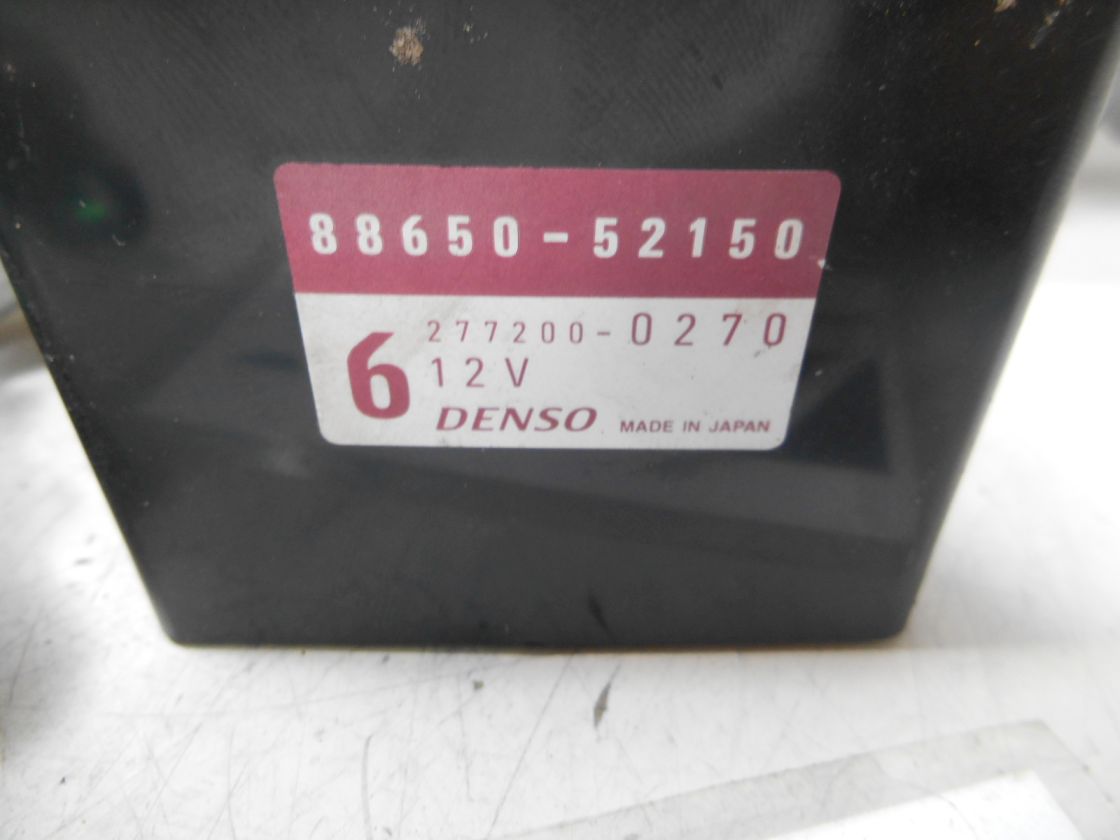 88650-52150
6
277200-0270
12V
DENSO MADE IN JAPAN